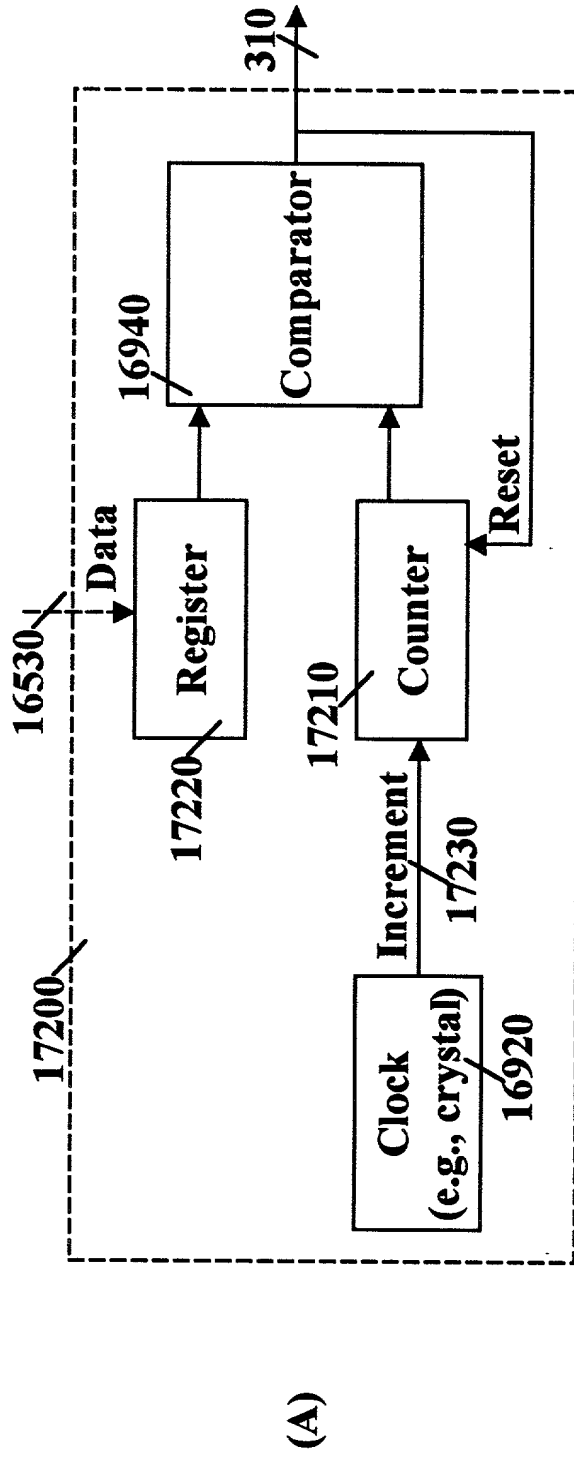 (A)
17200
16530
Data
Register
17220
16940
Comparator
310
Clock
(e.g., crystal)
16920
Increment
17230
17210
Counter
Reset